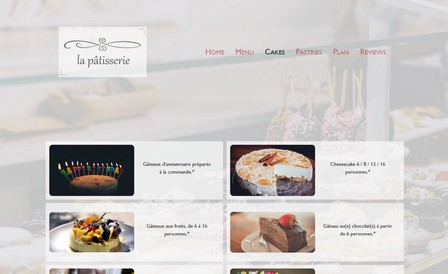 la pâtisserie
Home Menu Cakes Pastries Plan Reviews
Gâteaux d'anniversaire préparés
à la commande.*
Cheesecake 6 / 8 / 12 / 16
personnes.*
Gâteaux aux fruits, de 6 à 16
personnes.*
Gâteau au(x) chocolat(s) à partir
de 6 personnes.*